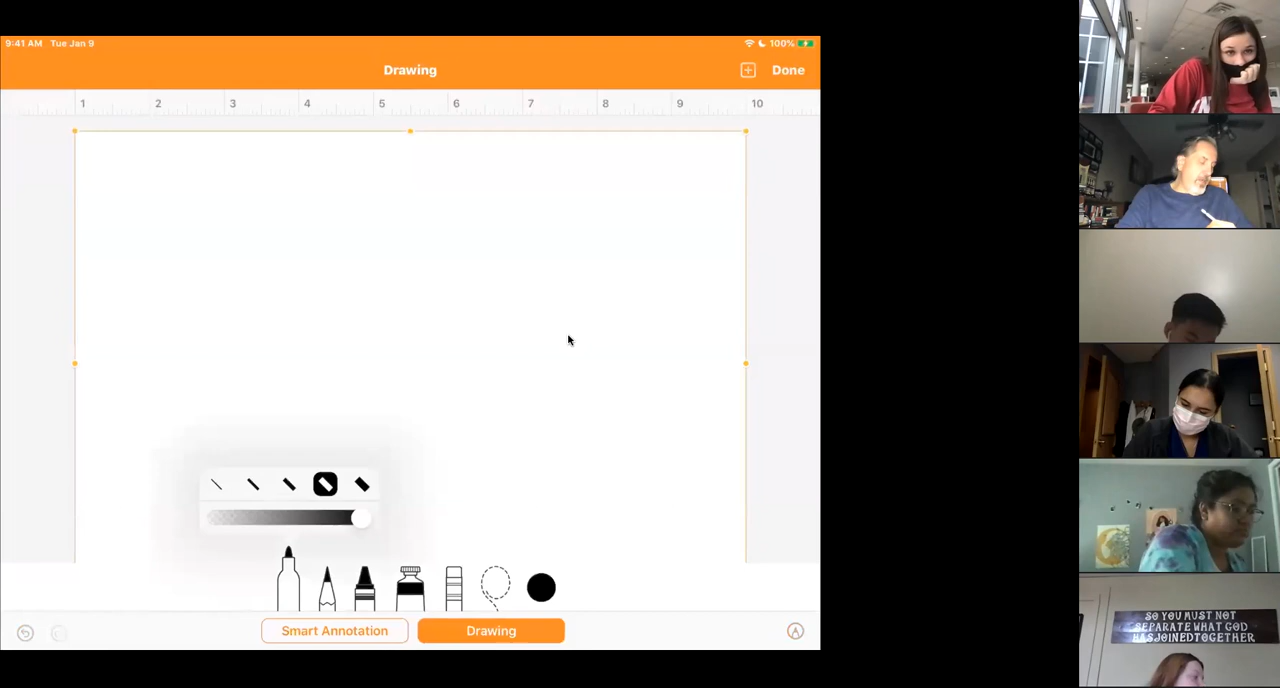 9:41 AM Tue Jan 9
100%
Drawing
Done
1 2 3 4 5 6 7 8 9 10
Smart Annotation
Drawing
SO YOU MUST NOT
SEPARATE WHAT GOD
HAS JOINED TOGETHER